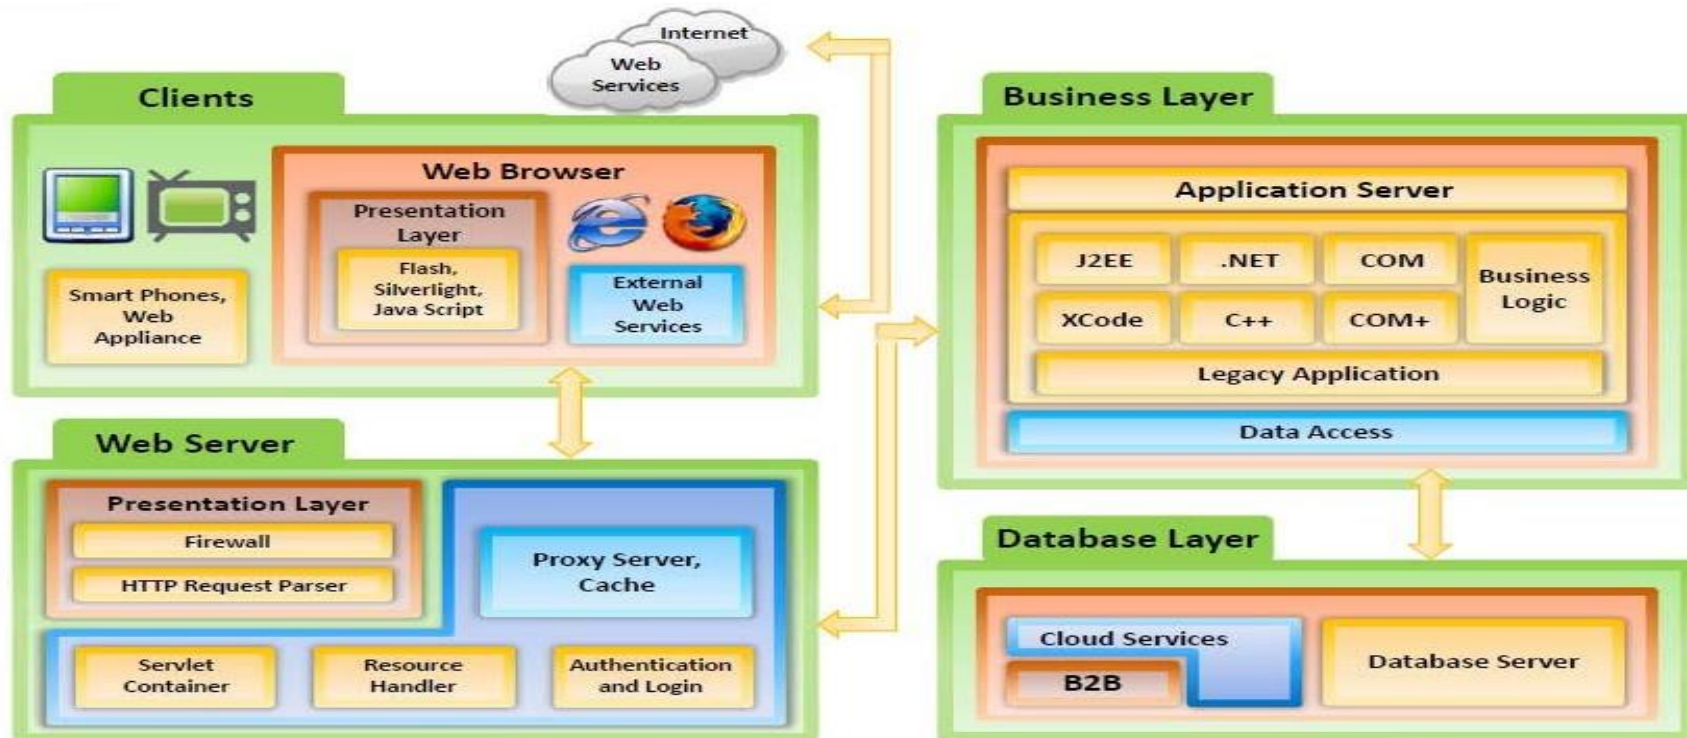 Internet
Web
Services
Clients
Web Browser
Presentation
Layer
Flash,
Silverlight,
Java Script
External
Web
Services
Smart Phones,
Web
Appliance
Web Server
Presentation Layer
Firewall
HTTP Request Parser
Proxy Server,
Cache
Servlet
Container
Resource
Handler
Authentication
and Login
Business Layer
Application Server
J2EE
.NET
COM
Business
Logic
XCode
C++
COM+
Legacy Application
Data Access
Database Layer
Cloud Services
B2B
Database Server